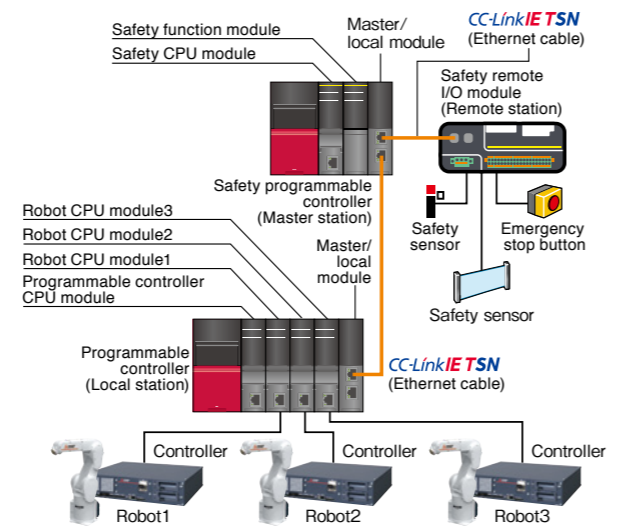 Safety function module
Safety CPU module
Master/
local module
CC-Link IE TSN
(Ethernet cable)
Safety remote
I/O module
(Remote station)
Safety programmable
controller
(Master station)
Safety
sensor
Emergency
stop button
Safety sensor
Robot CPU module3
Robot CPU module2
Robot CPU module1
Programmable controller
CPU module
Master/
local
module
Programmable
controller
(Local station)
CC-Link IE TSN
(Ethernet cable)
Controller
Controller
Controller
Robot1
Robot2
Robot3